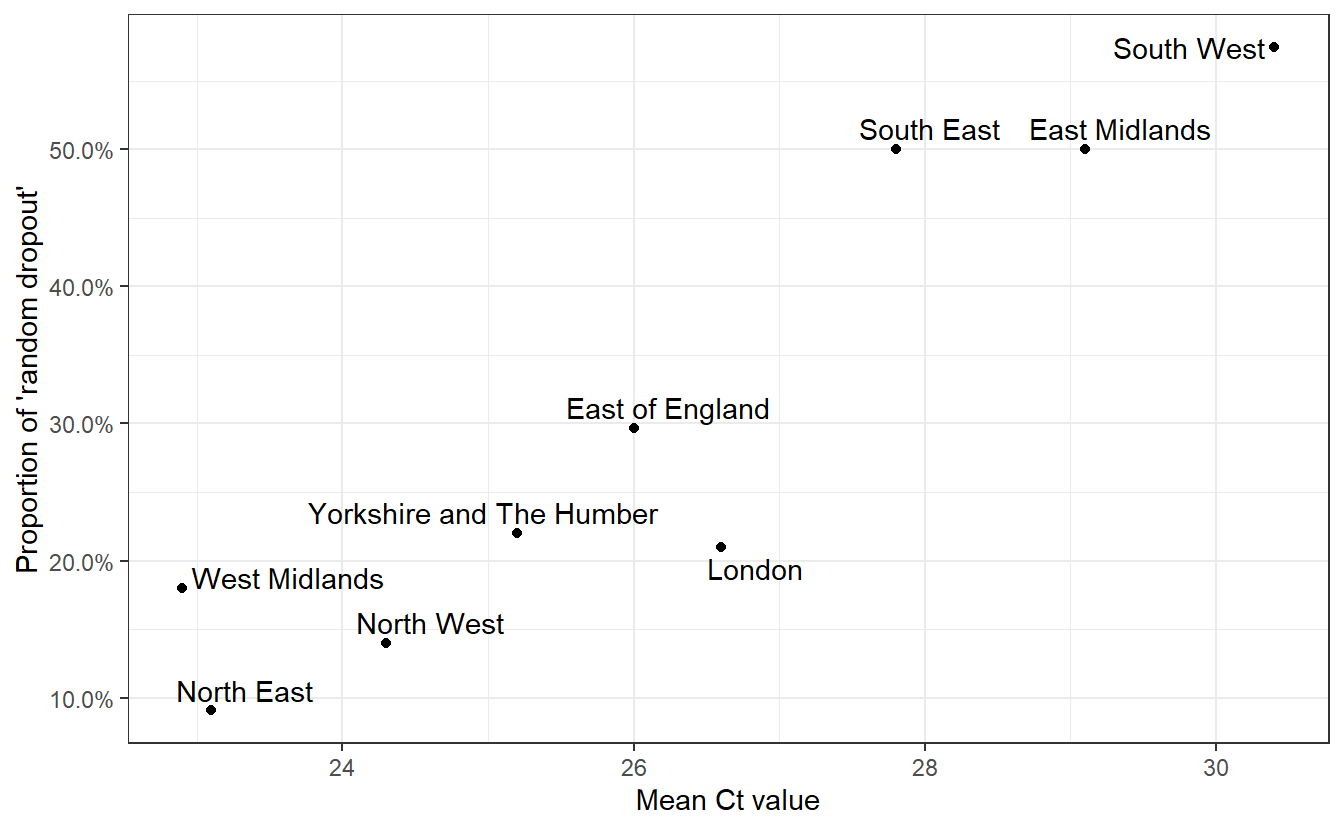 South West
South East
East Midlands
50.0%
40.0%
East of England
30.0%
Yorkshire and The Humber
London
20.0%
West Midlands
North West
North East
10.0%
Proportion of 'random dropout'
24
26
28
30
Mean Ct value